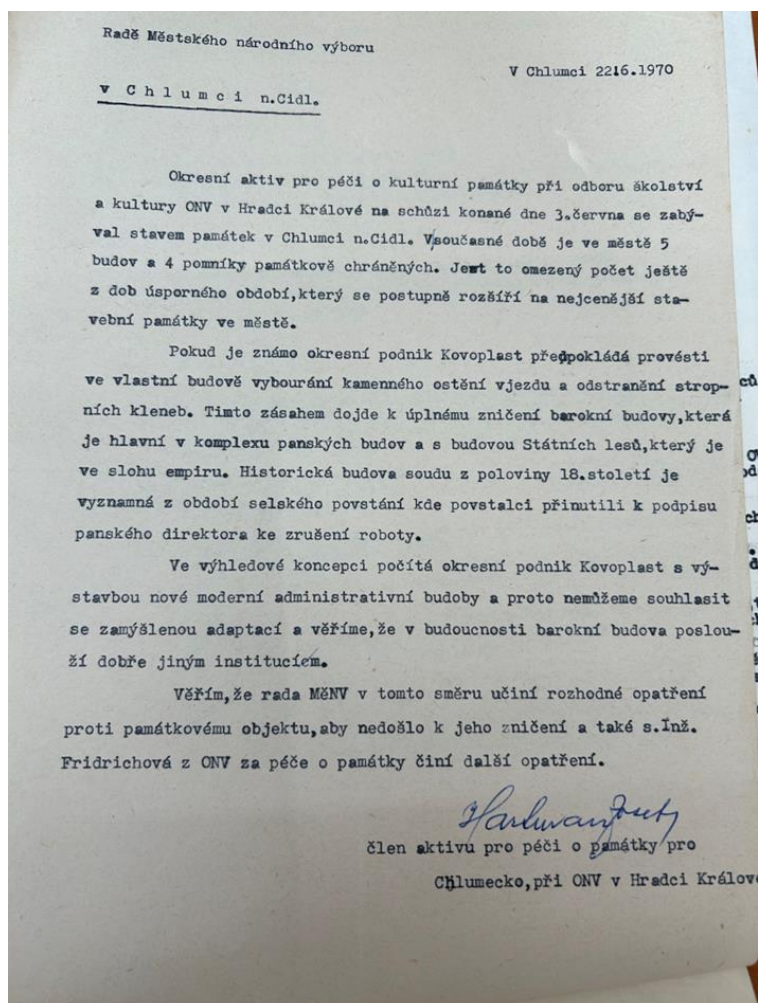 Radě Městského národního výboru
V Chlumci 2216.1970
v C h l u m c i n.Cidl.
Okresní aktiv pro péči o kulturní památky při odboru školství
a kultury ONV v Hradci Králové na schůzi konané dne 3.června se zabý-
val stavem památek v Chlumci n.Cidl. Vsoučasné době je ve městě 5
budov a 4 pomníky památkově chráněných. Jest to omezený počet ještě
z dob úsporného období,který se postupně rozšíří na nejcenější sta-
vební památky ve městě.
Pokud je známo okresní podnik Kovoplast předpokládá provésti
ve vlastní budově vybourání kamenného ostění vjezdu a odstranění strop-
ních kleneb. Timto zásahem dojde k úplnému zničení barokní budovy,která
je hlavní v komplexu panských budov a s budovou Státních lesů,který je
ve slohu empiru. Historická budova soudu z poloviny 18.století je
vyznamná z období selského povstání kde povstalci přinutili k podpisu
panského direktora ke zrušení roboty.
Ve výhledové koncepci počítá okresní podnik Kovoplast s vý-
stavbou nové moderní administrativní budoby a proto nemůžeme souhlasit
se zamýšlenou adaptací a věříme,že v budoucnosti barokní budova poslou-
ží dobře jiným institucíem.
Věřím,že rada MěNV v tomto směru učiní rozhodné opatření
proti památkovému objektu,aby nedošlo k jeho zničení a také s.Inž.
Fridrichová z ONV za péče o památky činí další opatření.
člen aktivu pro péči o památky pro
Chlumecko,při ONV v Hradci Králové